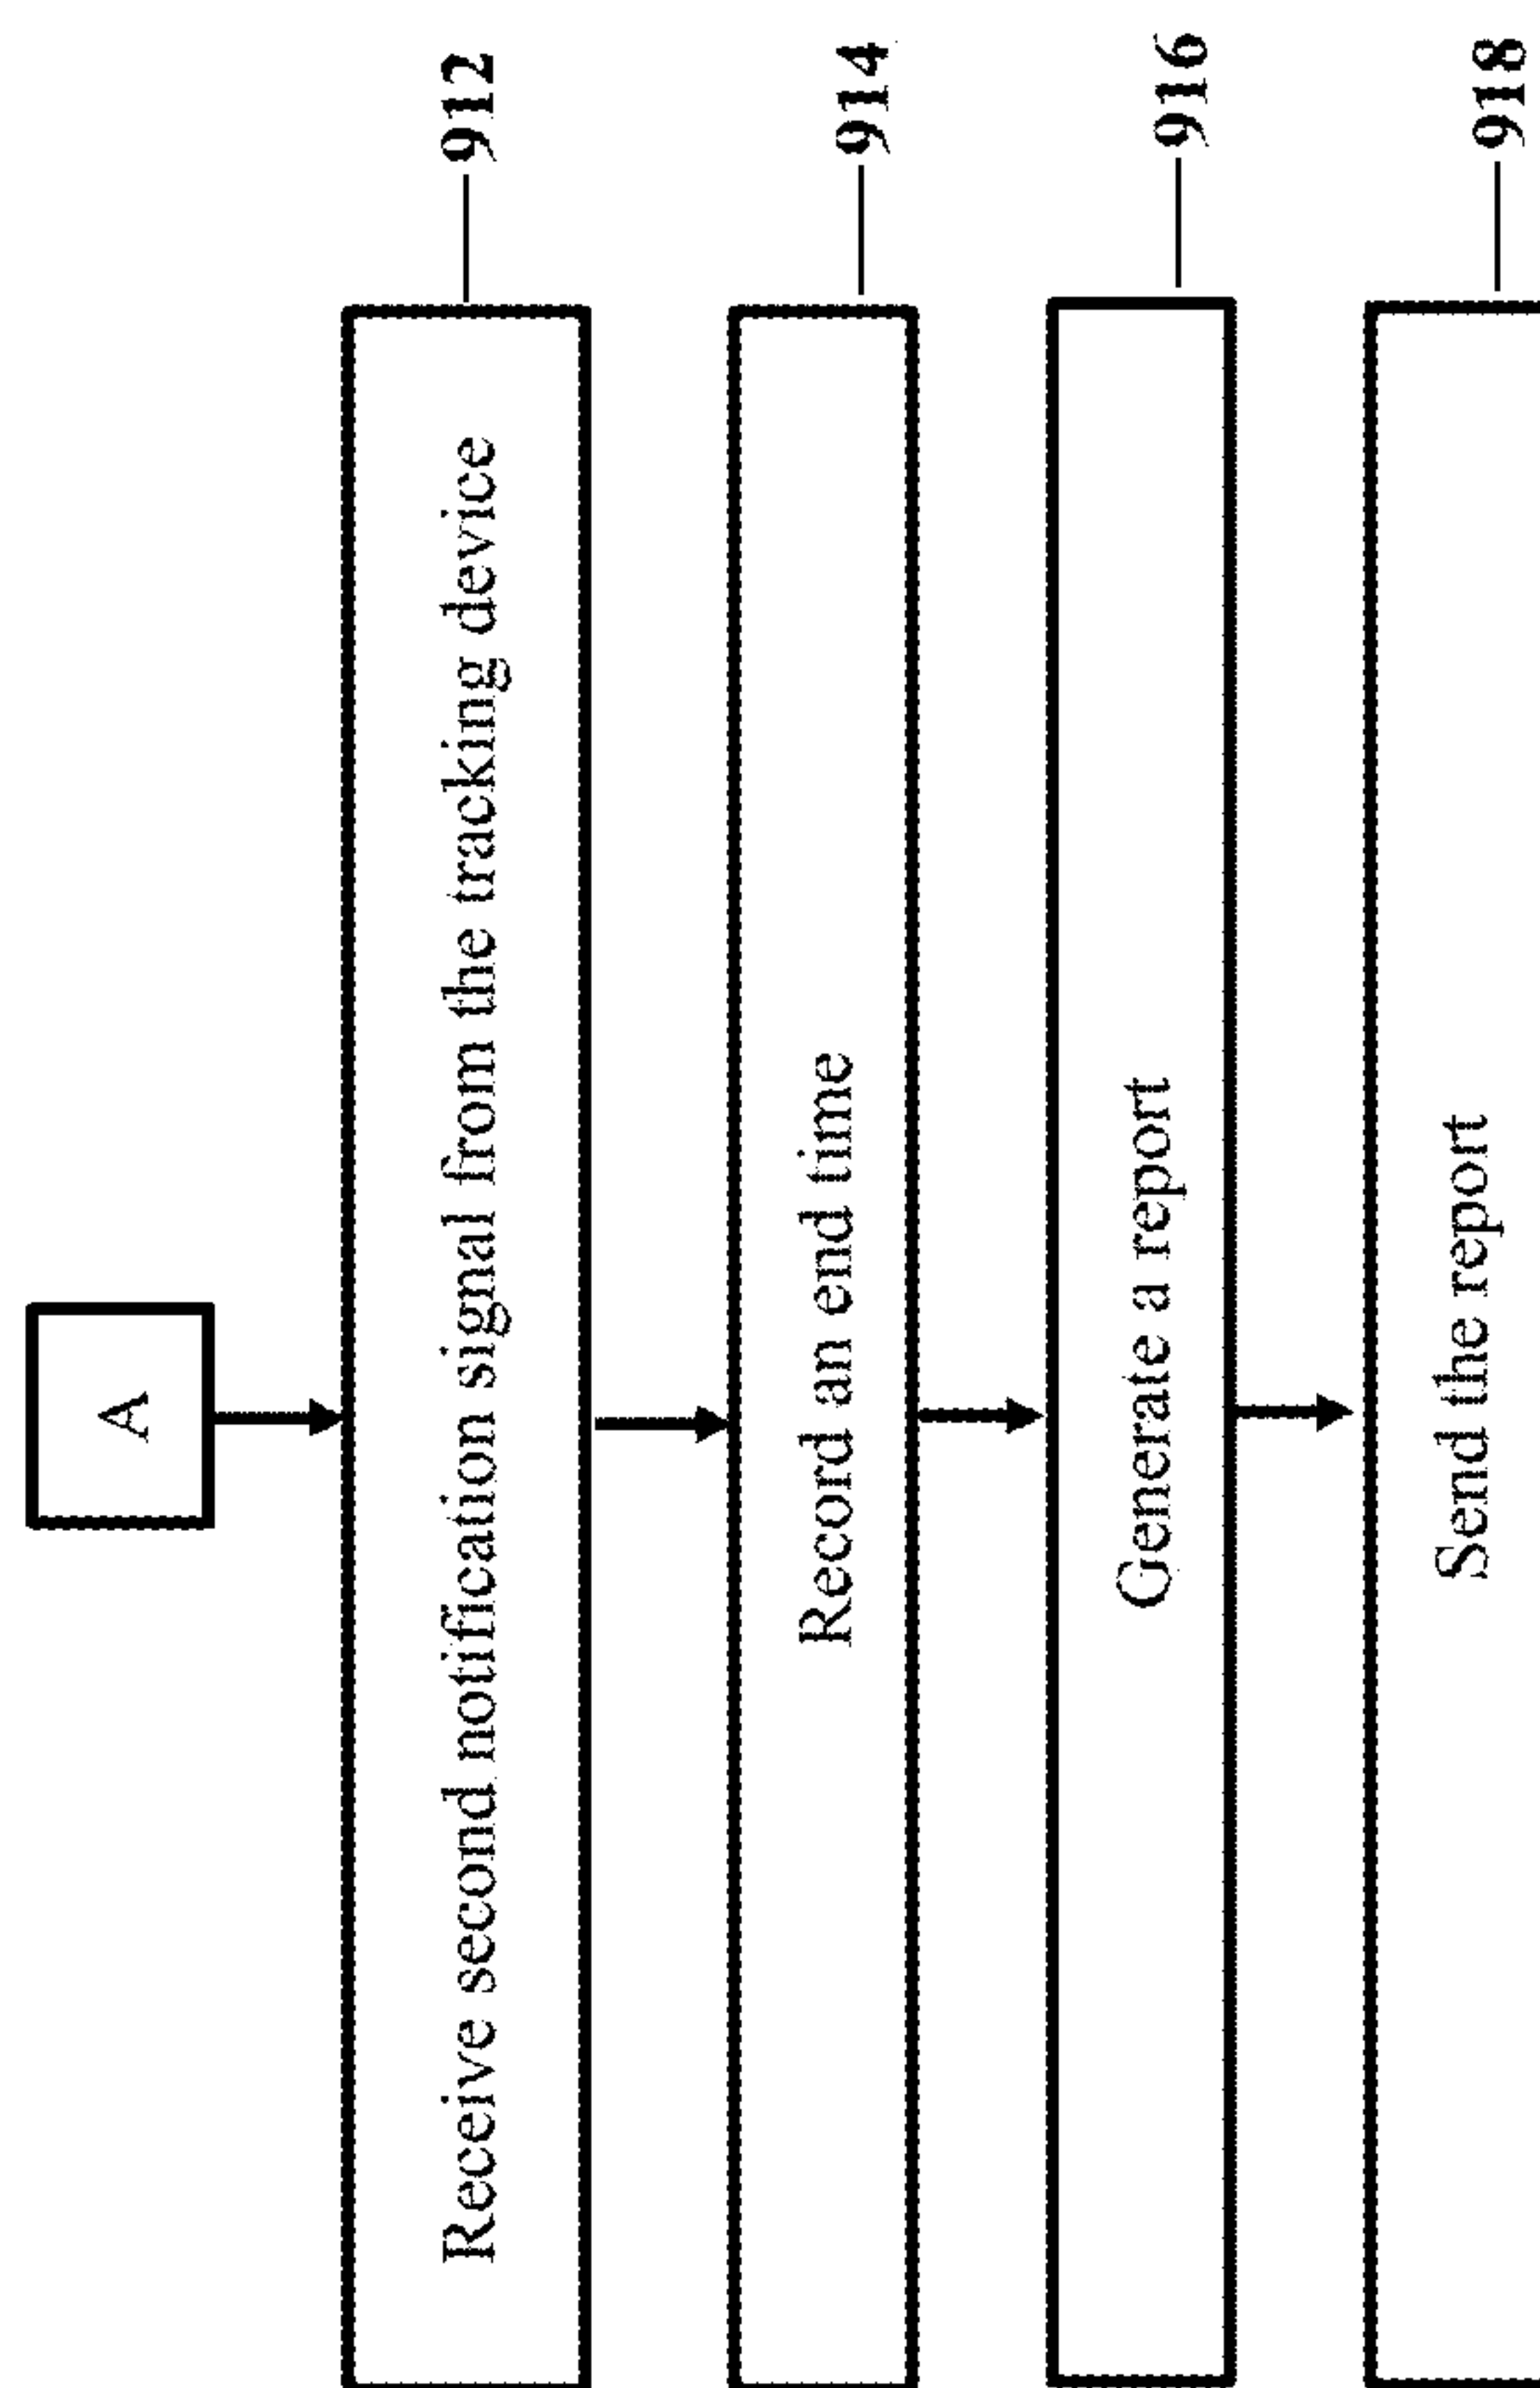 A
Receive second notification signal from the tracking device
912
Record an end time
914
Generate a report
916
Send the report
918